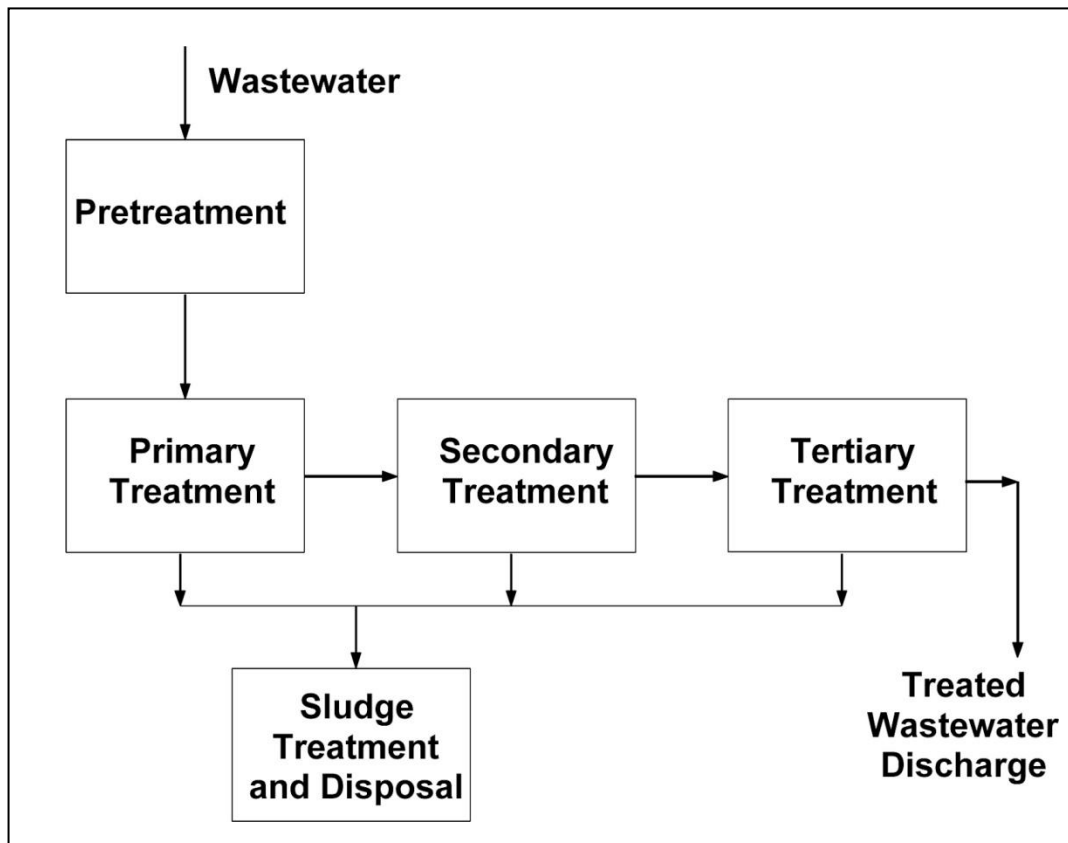 Wastewater
Pretreatment
Primary
Treatment
Secondary
Treatment
Tertiary
Treatment
Sludge
Treatment
and Disposal
Treated
Wastewater
Discharge